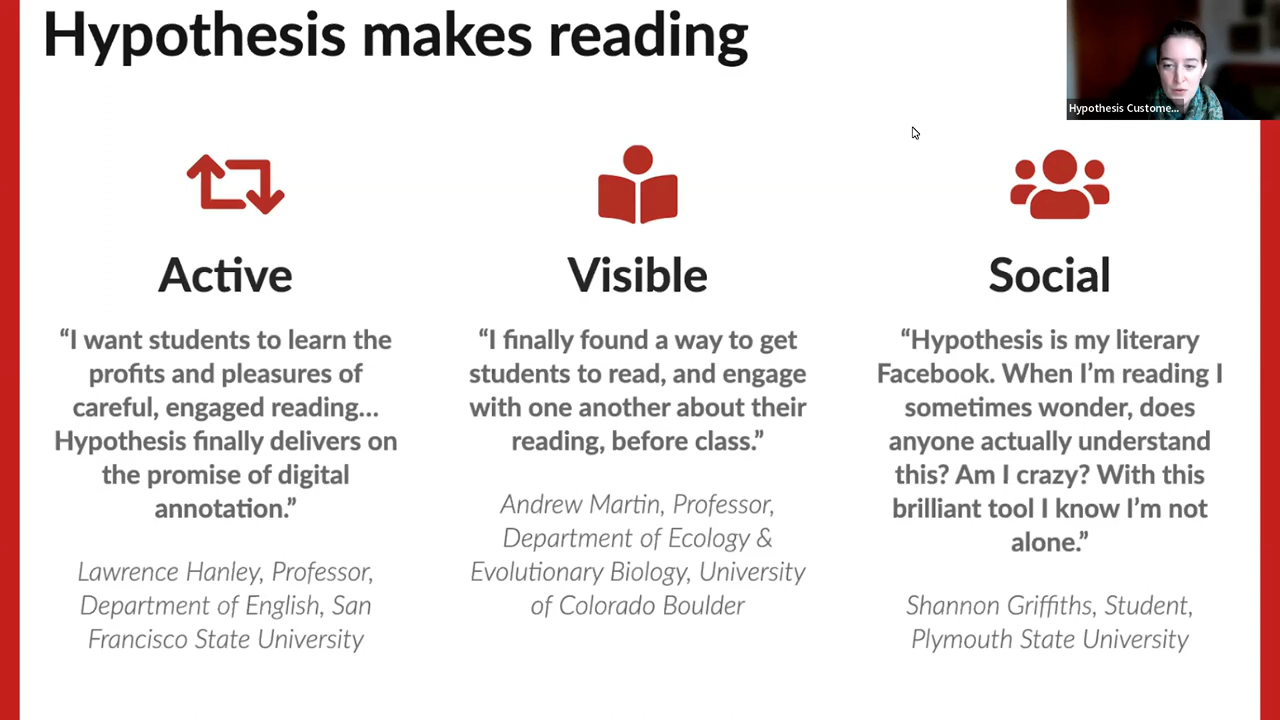 Hypothesis makes reading
Hypothesis Custome...
Active
“I want students to learn the
profits and pleasures of
careful, engaged reading...
Hypothesis finally delivers on
the promise of digital
annotation.”
Lawrence Hanley, Professor,
Department of English, San
Francisco State University
Visible
“I finally found a way to get
students to read, and engage
with one another about their
reading, before class.”
Andrew Martin, Professor,
Department of Ecology &
Evolutionary Biology, University
of Colorado Boulder
Social
“Hypothesis is my literary
Facebook. When I’m reading I
sometimes wonder, does
anyone actually understand
this? Am I crazy? With this
brilliant tool I know I’m not
alone.”
Shannon Griffiths, Student,
Plymouth State University